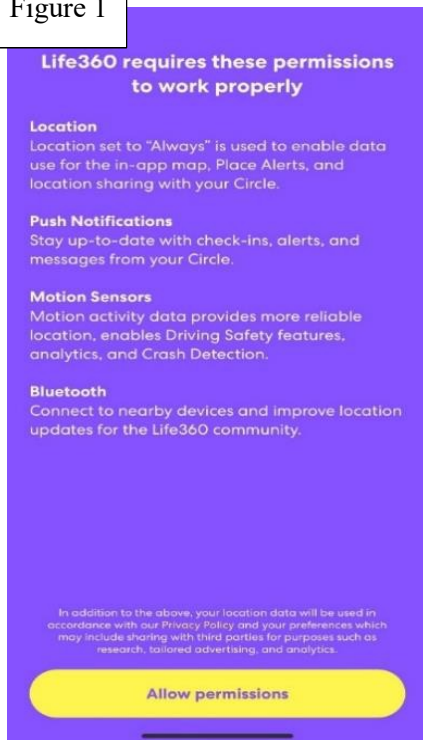 Figure 1
Life360 requires these permissions
to work properly
Location
Location set to “Always” is used to enable data
use for the in-app map, Place Alerts, and
location sharing with your Circle.
Push Notifications
Stay up-to-date with check-ins, alerts, and
messages from your Circle.
Motion Sensors
Motion activity data provides more reliable
location, enables Driving Safety features,
analytics, and Crash Detection.
Bluetooth
Connect to nearby devices and improve location
updates for the Life360 community.
In addition to the above, your location data will be used in
accordance with our Privacy Policy and your preferences which
may include sharing with third parties for purposes such as
research, tailored advertising, and analytics.
Allow permissions